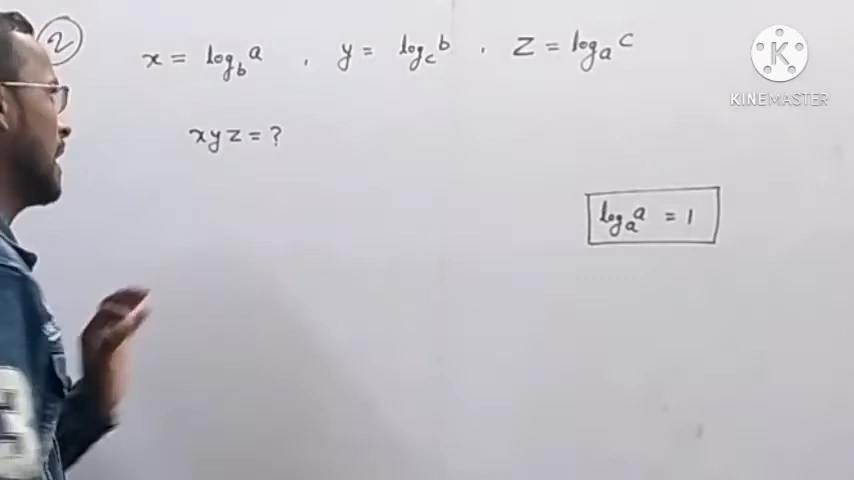 2 x = log_b a , y = log_c b , z = log_a c
xyz = ?
log_a a = 1
K
KINEMASTER